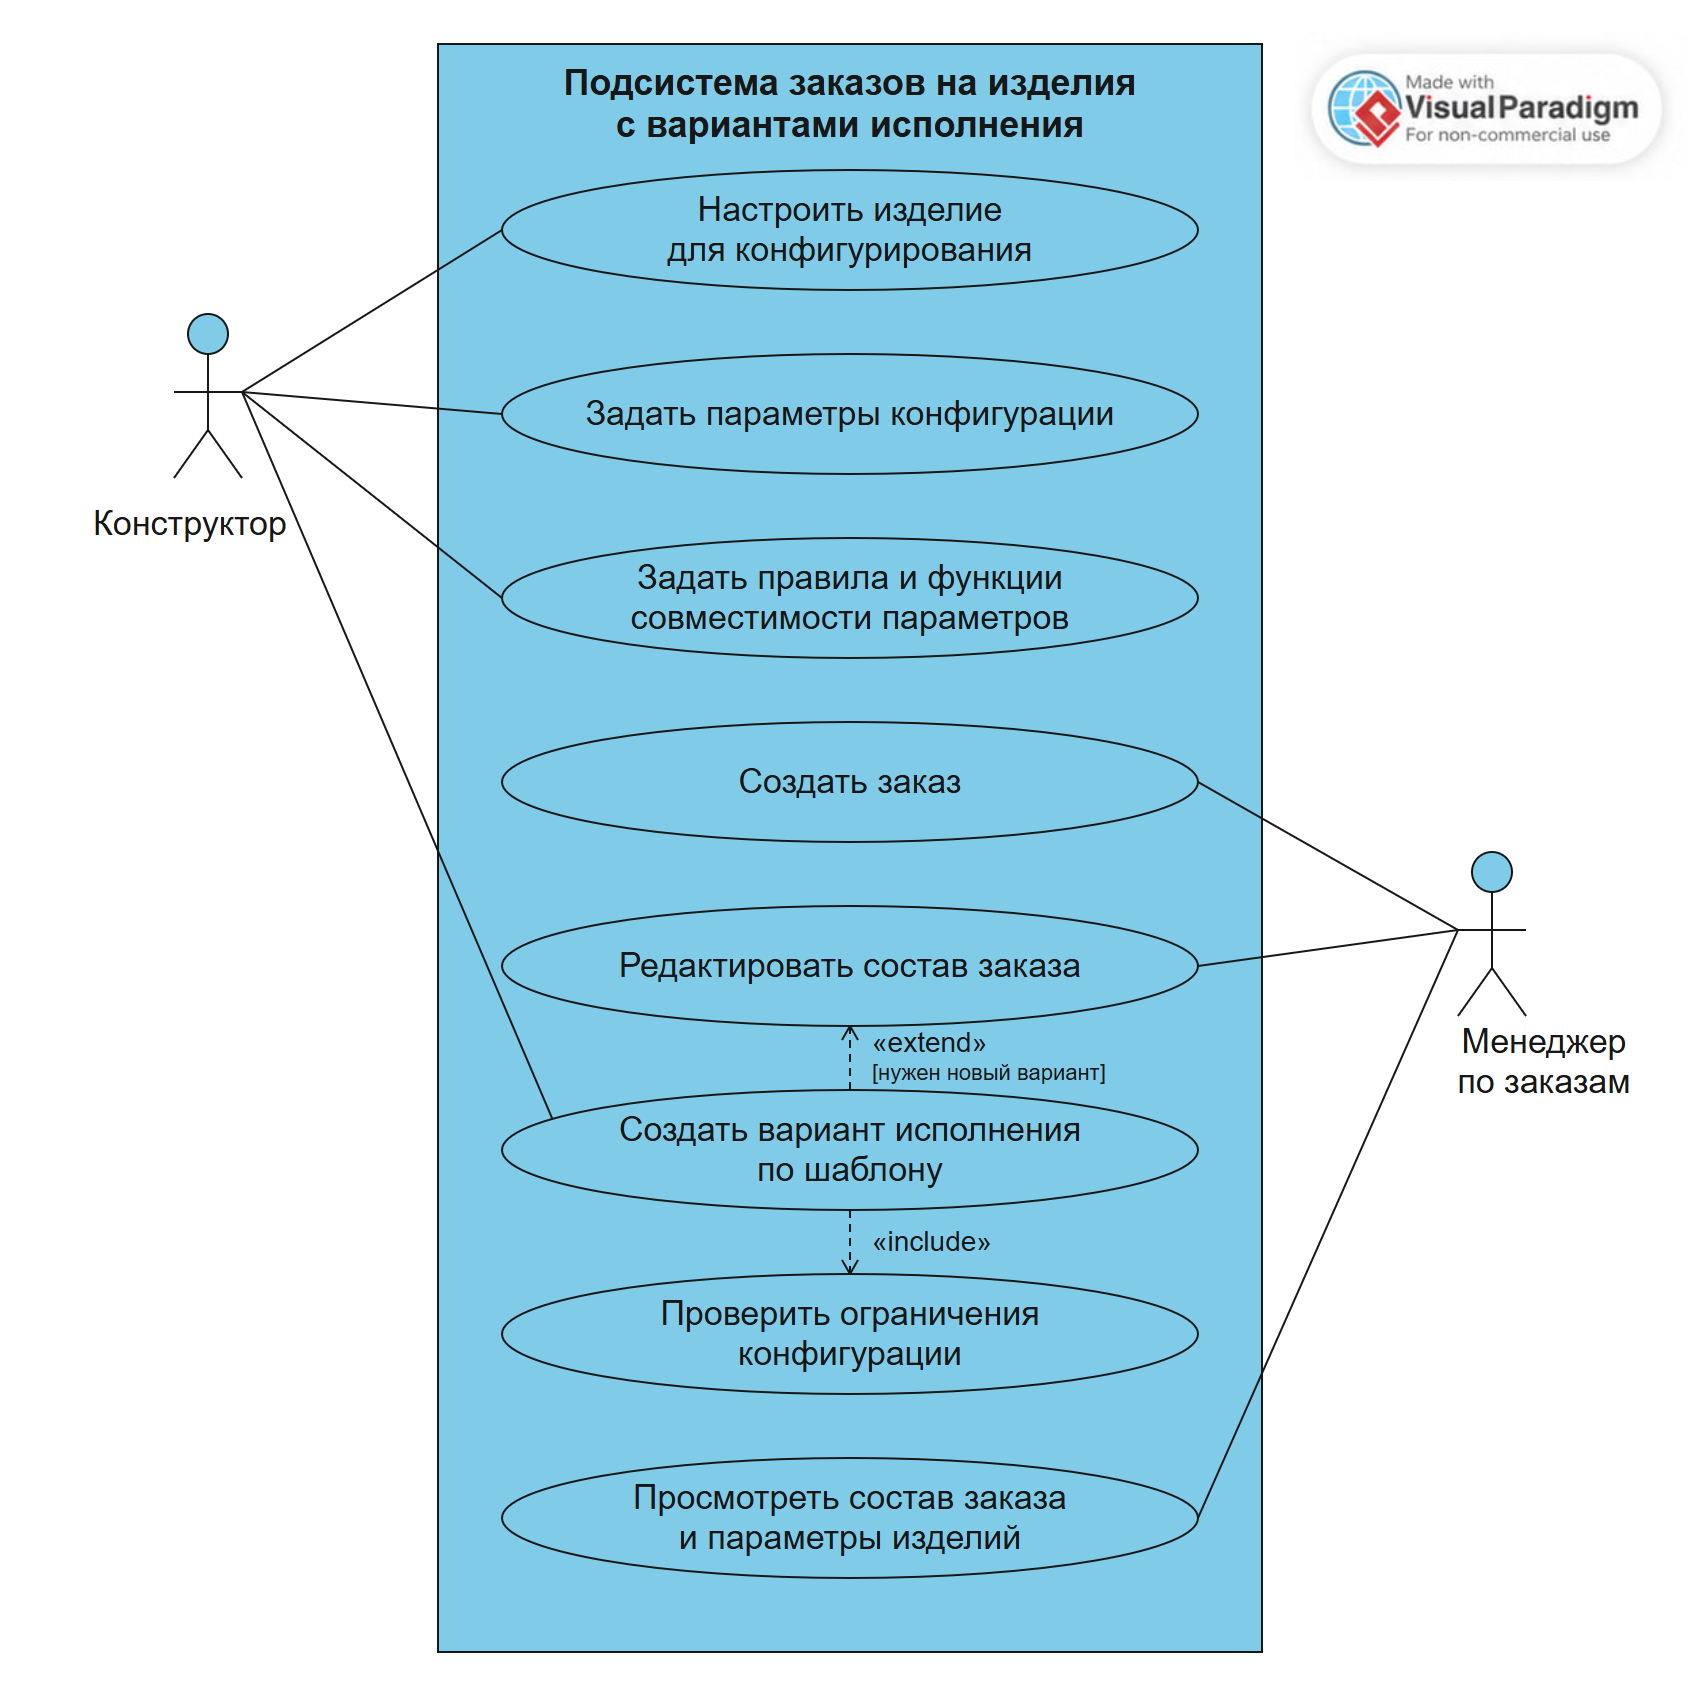 Подсистема заказов на изделия
с вариантами исполнения
Made with
Visual Paradigm
For non-commercial use
Настроить изделие
для конфигурирования
Задать параметры конфигурации
Конструктор
Задать правила и функции
совместимости параметров
Создать заказ
Редактировать состав заказа
«extend»
[нужен новый вариант]
Менеджер
по заказам
Создать вариант исполнения
по шаблону
«include»
Проверить ограничения
конфигурации
Просмотреть состав заказа
и параметры изделий